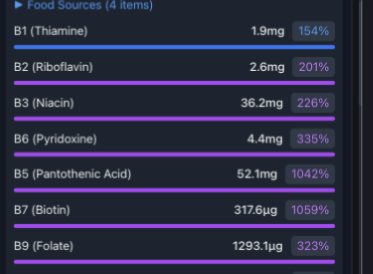 ▶ Food Sources (4 items)
B1 (Thiamine) 1.9mg 154%
B2 (Riboflavin) 2.6mg 201%
B3 (Niacin) 36.2mg 226%
B6 (Pyridoxine) 4.4mg 335%
B5 (Pantothenic Acid) 52.1mg 1042%
B7 (Biotin) 317.6µg 1059%
B9 (Folate) 1293.1µg 323%